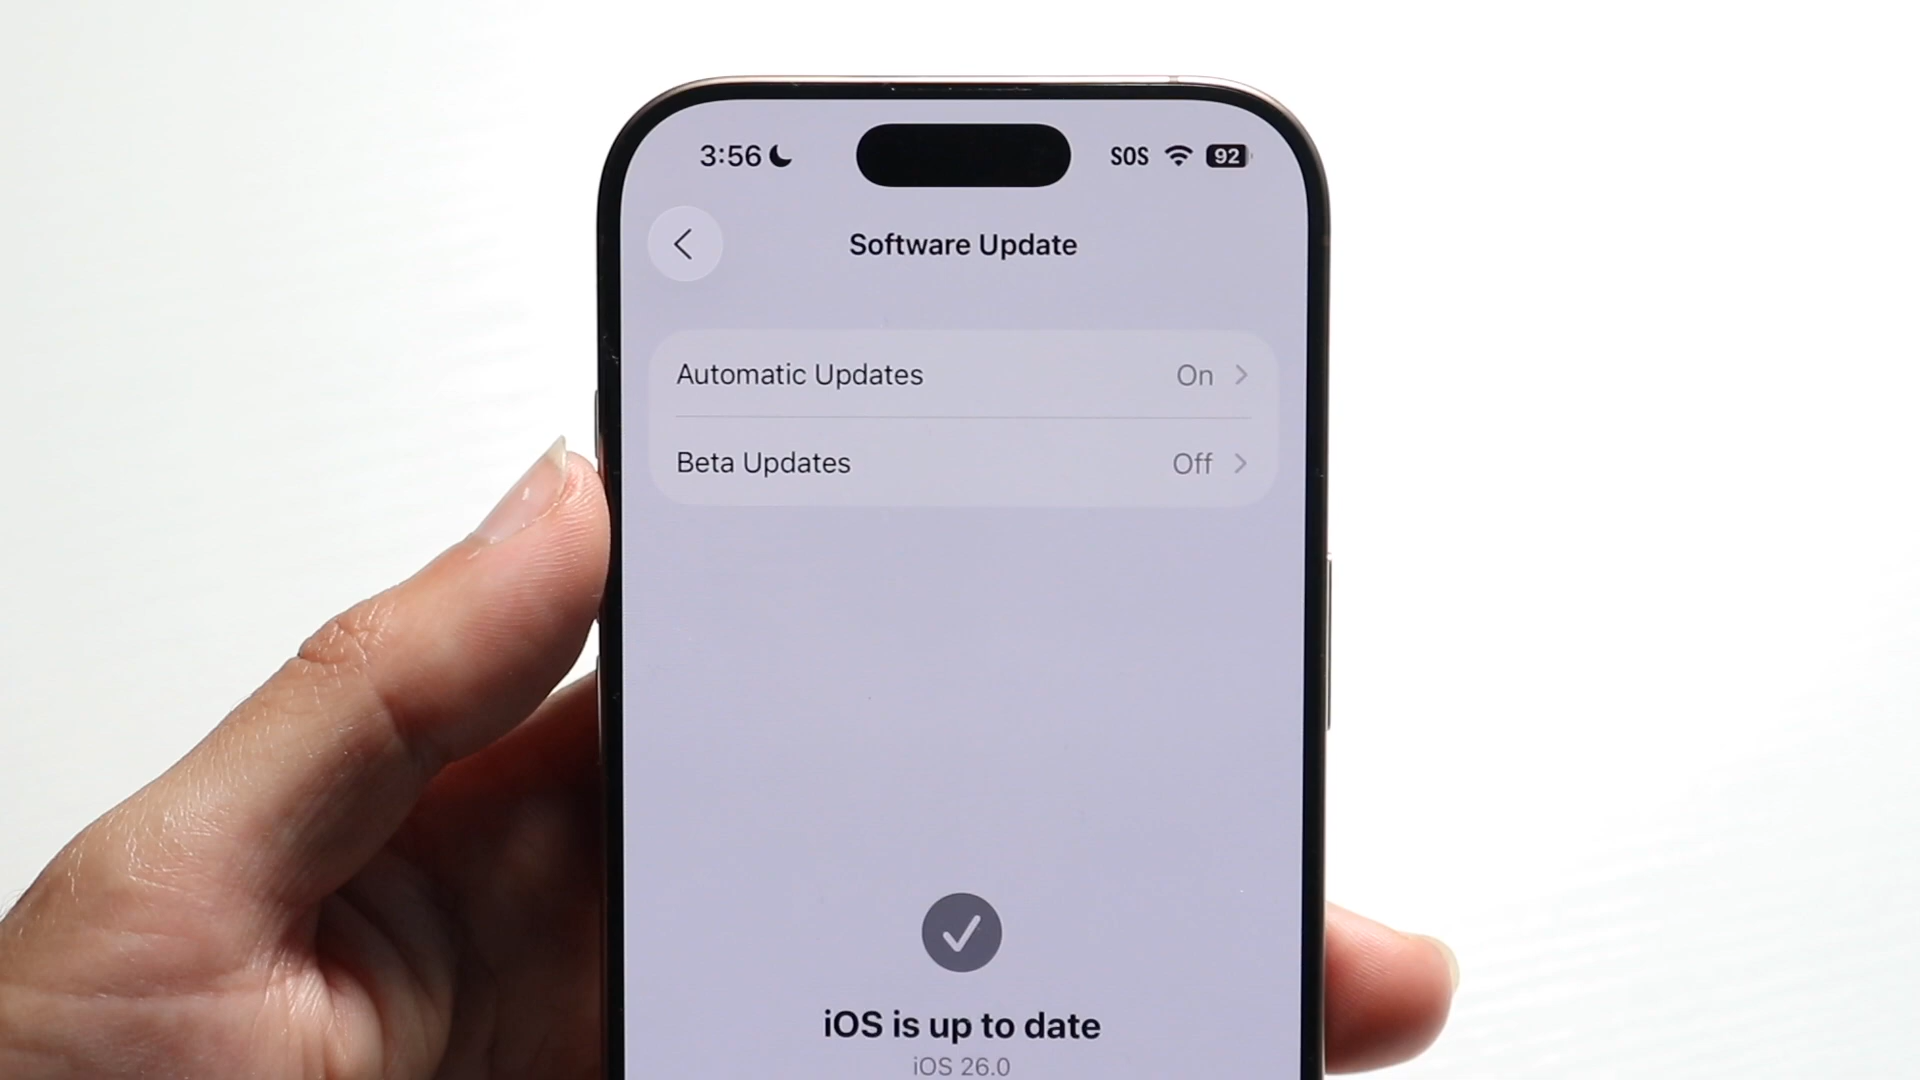 3:56 SOS 92
Software Update
Automatic Updates On
Beta Updates Off
iOS is up to date
iOS 26.0